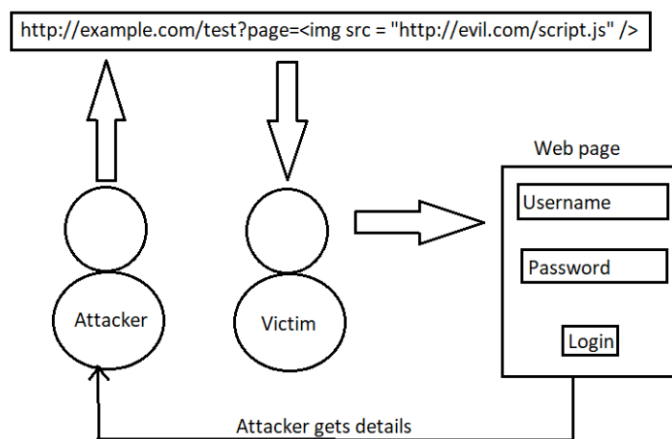 http://example.com/test?page=<img src = "http://evil.com/script.js" />
Web page
Username
Password
Login
Attacker
Victim
Attacker gets details